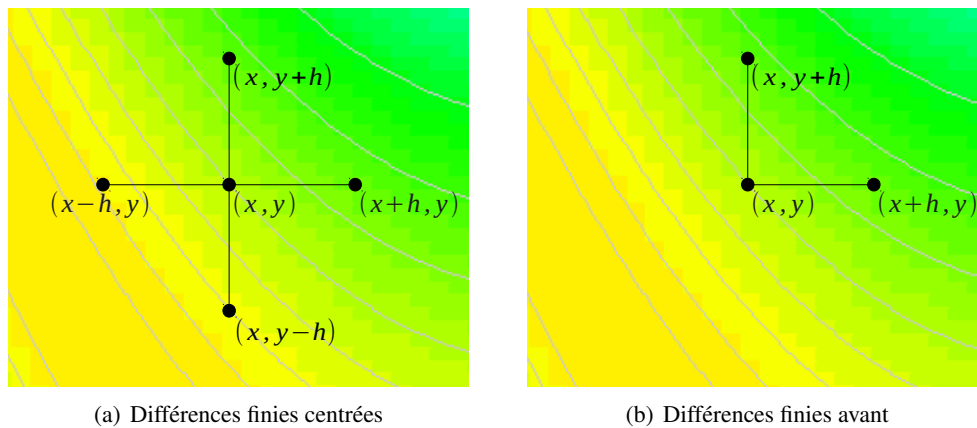 (x, y+h)
(x−h, y)
(x, y)
(x+h, y)
(x, y−h)
(a) Différences finies centrées
(x, y+h)
(x, y)
(x+h, y)
(b) Différences finies avant